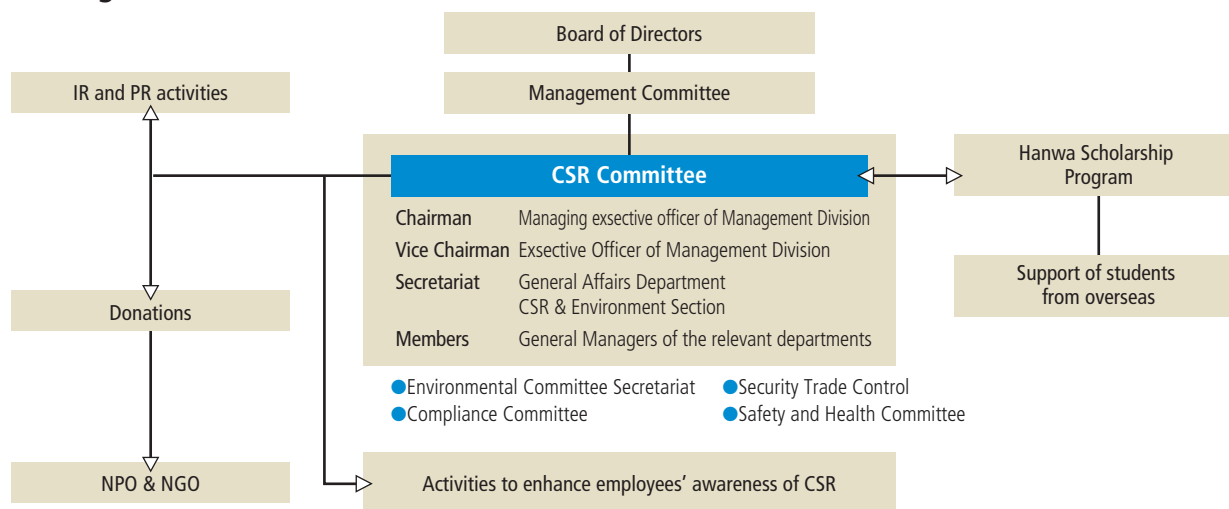 Board of Directors
IR and PR activities
Management Committee
CSR Committee
Hanwa Scholarship
Program
Chairman Managing exsective officer of Management Division
Vice Chairman Exsective Officer of Management Division
Secretariat General Affairs Department
CSR & Environment Section
Members General Managers of the relevant departments
Support of students
from overseas
Donations
●Environmental Committee Secretariat ●Security Trade Control
●Compliance Committee ●Safety and Health Committee
NPO & NGO
Activities to enhance employees’ awareness of CSR